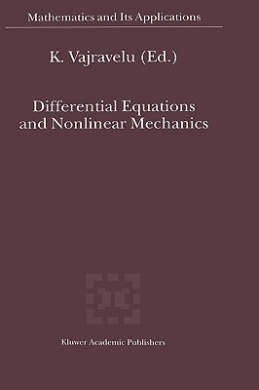 Mathematics and Its Applications
K. Vajravelu (Ed.)
Differential Equations
and Nonlinear Mechanics
Kluwer Academic Publishers